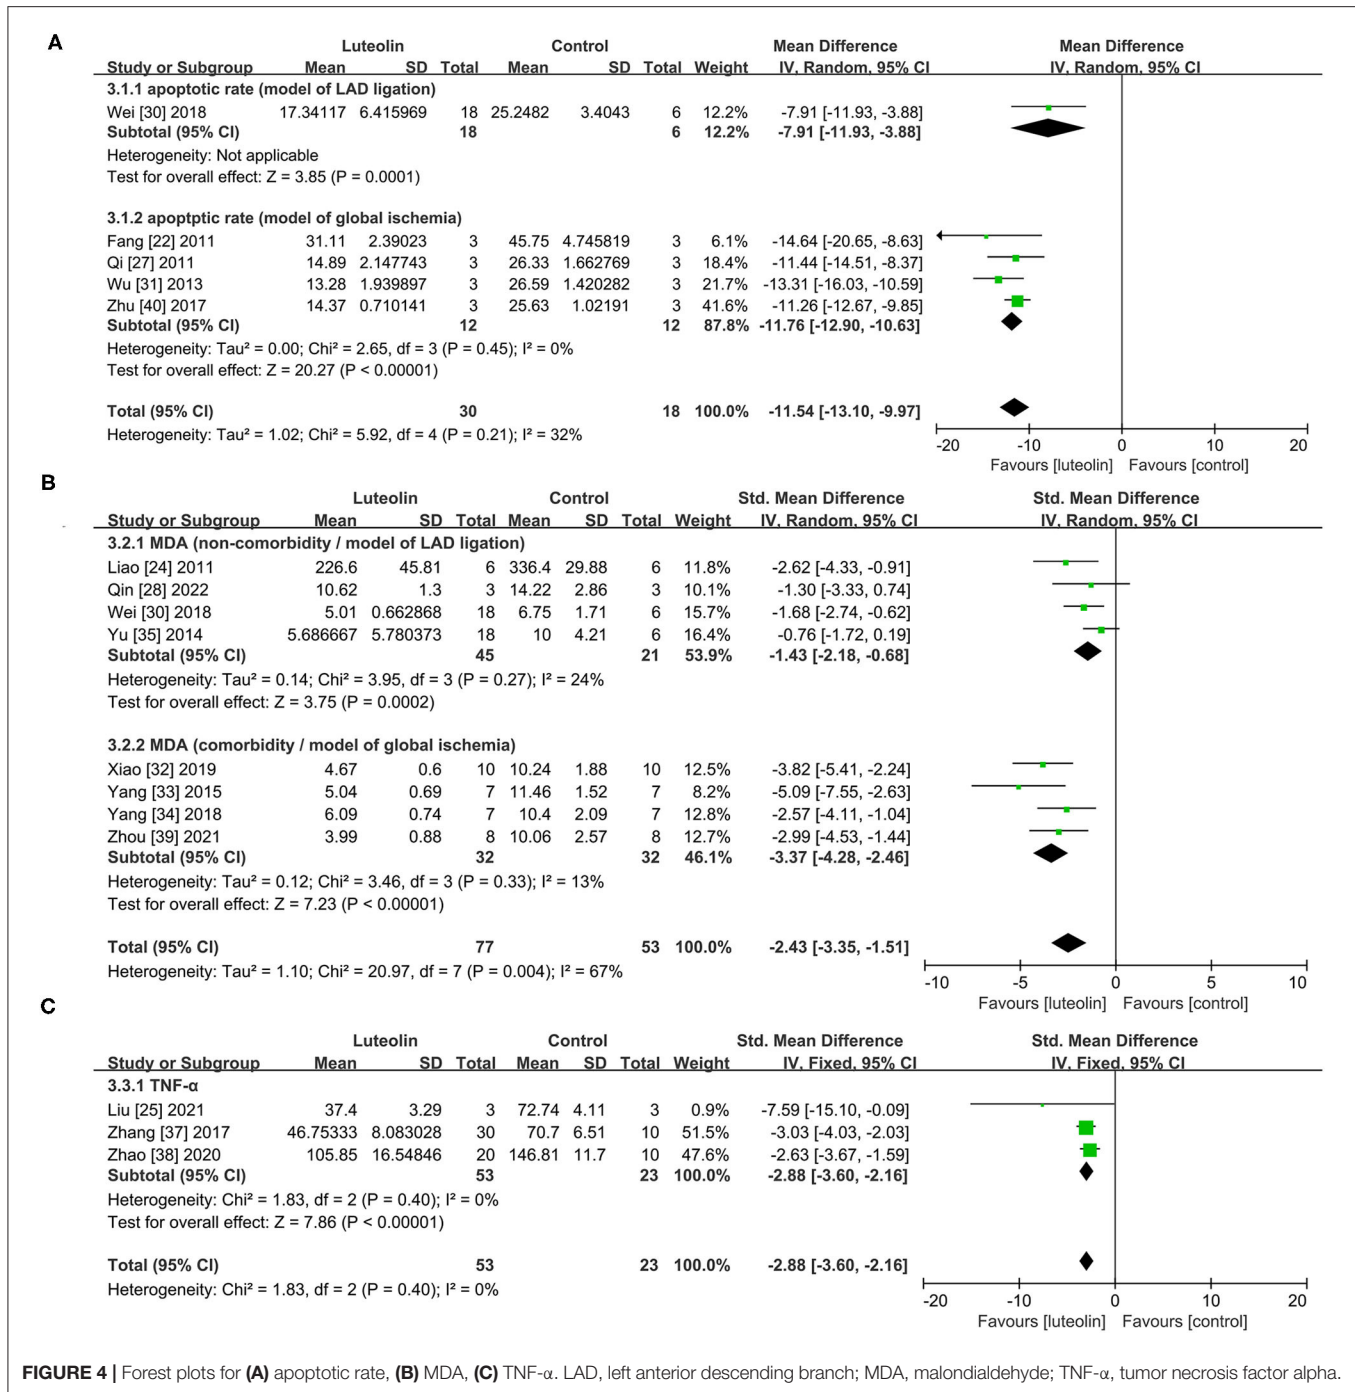 A
Luteolin Control Mean Difference Mean Difference
Study or Subgroup Mean SD Total Mean SD Total Weight IV, Random, 95% CI IV, Random, 95% CI
3.1.1 apoptotic rate (model of LAD ligation)
Wei [30] 2018 17.34117 6.415969 18 25.2482 3.4043 6 12.2% -7.91 [-11.93, -3.88]
Subtotal (95% CI) 18 6 12.2% -7.91 [-11.93, -3.88]
Heterogeneity: Not applicable
Test for overall effect: Z = 3.85 (P = 0.0001)
3.1.2 apoptptic rate (model of global ischemia)
Fang [22] 2011 31.11 2.39023 3 45.75 4.745819 3 6.1% -14.64 [-20.65, -8.63]
Qi [27] 2011 14.89 2.147743 3 26.33 1.662769 3 18.4% -11.44 [-14.51, -8.37]
Wu [31] 2013 13.28 1.939897 3 26.59 1.420282 3 21.7% -13.31 [-16.03, -10.59]
Zhu [40] 2017 14.37 0.710141 3 25.63 1.02191 3 41.6% -11.26 [-12.67, -9.85]
Subtotal (95% CI) 12 12 87.8% -11.76 [-12.90, -10.63]
Heterogeneity: Tau² = 0.00; Chi² = 2.65, df = 3 (P = 0.45); I² = 0%
Test for overall effect: Z = 20.27 (P < 0.00001)
Total (95% CI) 30 18 100.0% -11.54 [-13.10, -9.97]
Heterogeneity: Tau² = 1.02; Chi² = 5.92, df = 4 (P = 0.21); I² = 32%
-20 -10 0 10 20
Favours [luteolin] Favours [control]
B
Luteolin Control Std. Mean Difference Std. Mean Difference
Study or Subgroup Mean SD Total Mean SD Total Weight IV, Random, 95% CI IV, Random, 95% CI
3.2.1 MDA (non-comorbidity / model of LAD ligation)
Liao [24] 2011 226.6 45.81 6 336.4 29.88 6 11.8% -2.62 [-4.33, -0.91]
Qin [28] 2022 10.62 1.3 3 14.22 2.86 3 10.1% -1.30 [-3.33, 0.74]
Wei [30] 2018 5.01 0.662868 18 6.75 1.71 6 15.7% -1.68 [-2.74, -0.62]
Yu [35] 2014 5.686667 5.780373 18 10 4.21 6 16.4% -0.76 [-1.72, 0.19]
Subtotal (95% CI) 45 21 53.9% -1.43 [-2.18, -0.68]
Heterogeneity: Tau² = 0.14; Chi² = 3.95, df = 3 (P = 0.27); I² = 24%
Test for overall effect: Z = 3.75 (P = 0.0002)
3.2.2 MDA (comorbidity / model of global ischemia)
Xiao [32] 2019 4.67 0.6 10 10.24 1.88 10 12.5% -3.82 [-5.41, -2.24]
Yang [33] 2015 5.04 0.69 7 11.46 1.52 7 8.2% -5.09 [-7.55, -2.63]
Yang [34] 2018 6.09 0.74 7 10.4 2.09 7 12.8% -2.57 [-4.11, -1.04]
Zhou [39] 2021 3.99 0.88 8 10.06 2.57 8 12.7% -2.99 [-4.53, -1.44]
Subtotal (95% CI) 32 32 46.1% -3.37 [-4.28, -2.46]
Heterogeneity: Tau² = 0.12; Chi² = 3.46, df = 3 (P = 0.33); I² = 13%
Test for overall effect: Z = 7.23 (P < 0.00001)
Total (95% CI) 77 53 100.0% -2.43 [-3.35, -1.51]
Heterogeneity: Tau² = 1.10; Chi² = 20.97, df = 7 (P = 0.004); I² = 67%
-10 -5 0 5 10
Favours [luteolin] Favours [control]
C
Luteolin Control Std. Mean Difference Std. Mean Difference
Study or Subgroup Mean SD Total Mean SD Total Weight IV, Fixed, 95% CI IV, Fixed, 95% CI
3.3.1 TNF-α
Liu [25] 2021 37.4 3.29 3 72.74 4.11 3 0.9% -7.59 [-15.10, -0.09]
Zhang [37] 2017 46.75333 8.083028 30 70.7 6.51 10 51.5% -3.03 [-4.03, -2.03]
Zhao [38] 2020 105.85 16.54846 20 146.81 11.7 10 47.6% -2.63 [-3.67, -1.59]
Subtotal (95% CI) 53 23 100.0% -2.88 [-3.60, -2.16]
Heterogeneity: Chi² = 1.83, df = 2 (P = 0.40); I² = 0%
Test for overall effect: Z = 7.86 (P < 0.00001)
Total (95% CI) 53 23 100.0% -2.88 [-3.60, -2.16]
Heterogeneity: Chi² = 1.83, df = 2 (P = 0.40); I² = 0%
-20 -10 0 10 20
Favours [luteolin] Favours [control]
FIGURE 4 | Forest plots for (A) apoptotic rate, (B) MDA, (C) TNF-α. LAD, left anterior descending branch; MDA, malondialdehyde; TNF-α, tumor necrosis factor alpha.